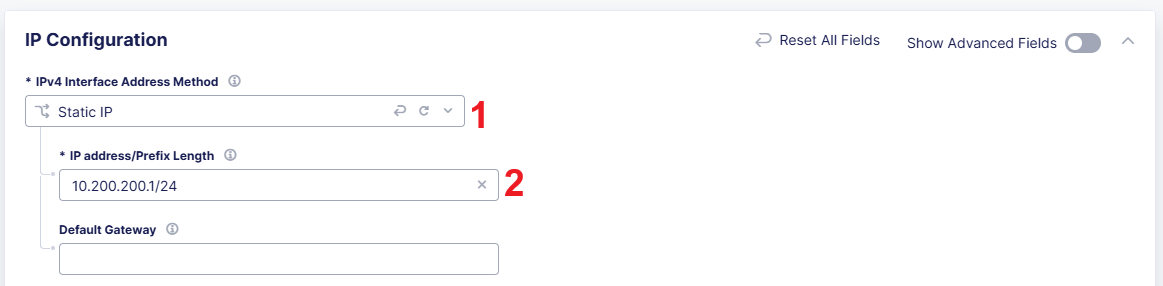 IP Configuration
Reset All Fields
Show Advanced Fields
* IPv4 Interface Address Method
Static IP
1
* IP address/Prefix Length
10.200.200.1/24
2
Default Gateway